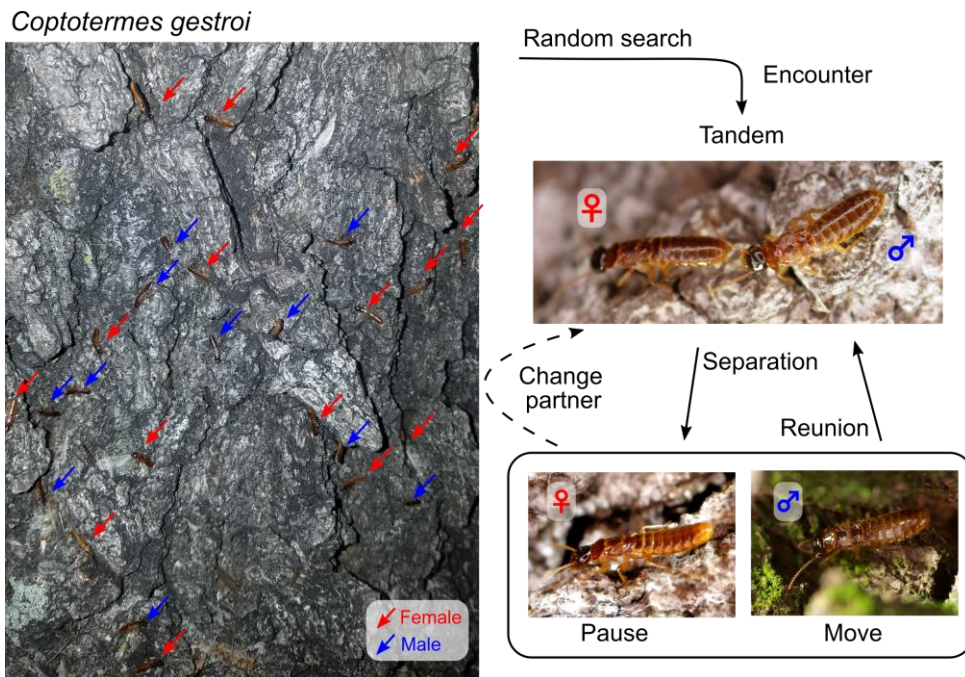 Coptotermes gestroi
Female
Male
Random search
Encounter
Tandem
♀
♂
Separation
Change
partner
Reunion
♀
♂
Pause
Move